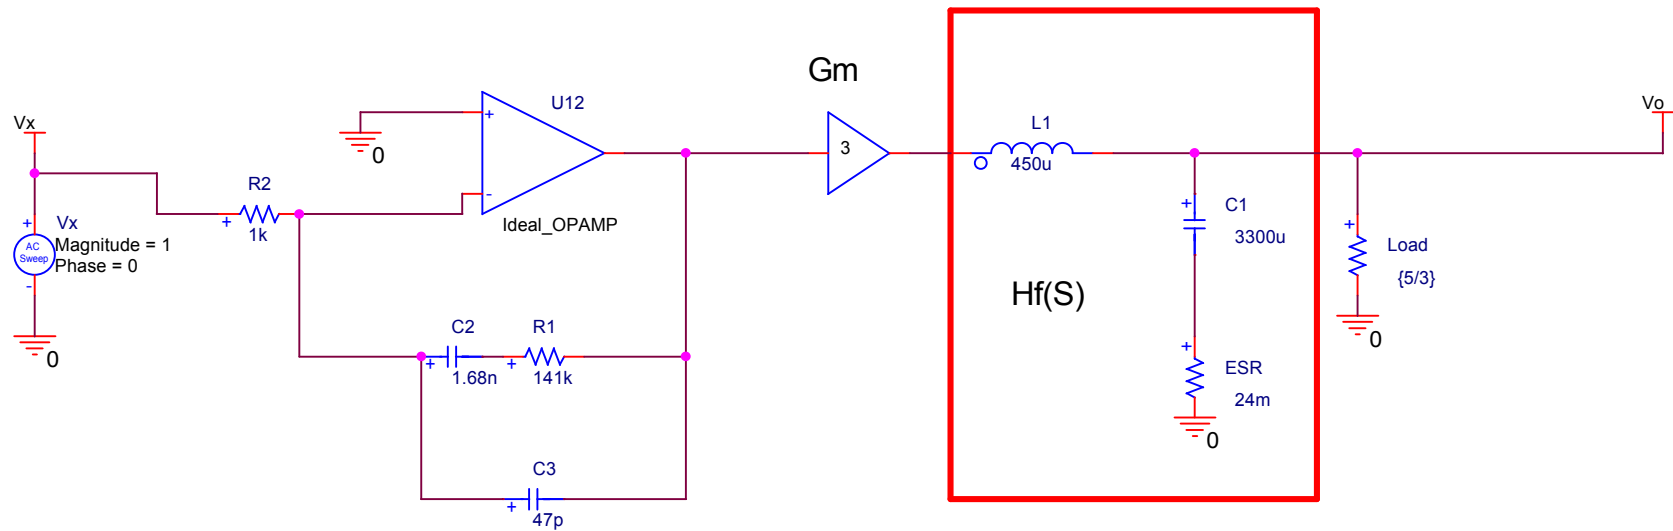 Gm
U12
Vo
Vx
+
3
L1
0
450u
R2
-
C1
+
3300u
+
Vx
+
1k
Ideal_OPAMP
+
Load
AC
Sweep
Magnitude = 1
Phase = 0
{5/3}
-
Hf(S)
C2
R1
0
0
+
+
+
ESR
1.68n
141k
24m
0
C3
+
47p